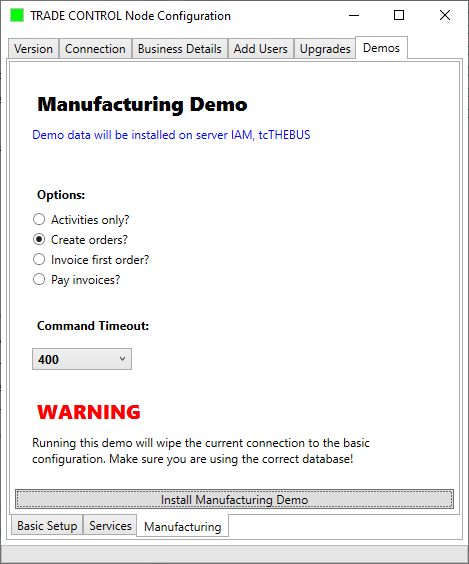 TRADE CONTROL Node Configuration
Version Connection Business Details Add Users Upgrades Demos
Manufacturing Demo
Demo data will be installed on server IAM, tcTHEBUS
Options:
Activities only?
Create orders?
Invoice first order?
Pay invoices?
Command Timeout:
400
WARNING
Running this demo will wipe the current connection to the basic
configuration. Make sure you are using the correct database!
Install Manufacturing Demo
Basic Setup Services Manufacturing